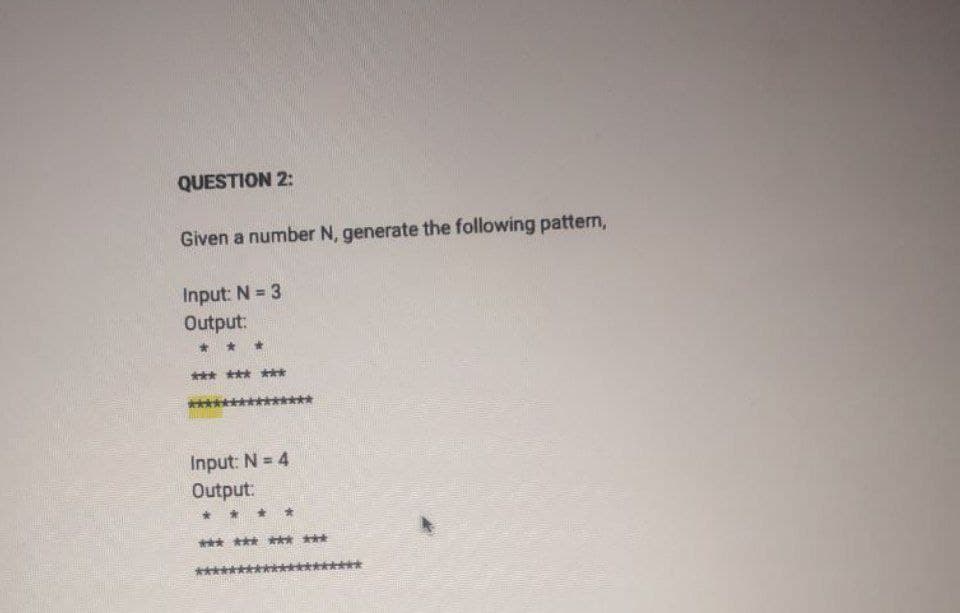 QUESTION 2:
Given a number N, generate the following pattern,
Input: N = 3
Output:
* * *
*** *** ***
***************
Input: N = 4
Output:
* * * *
*** *** *** ***
********************